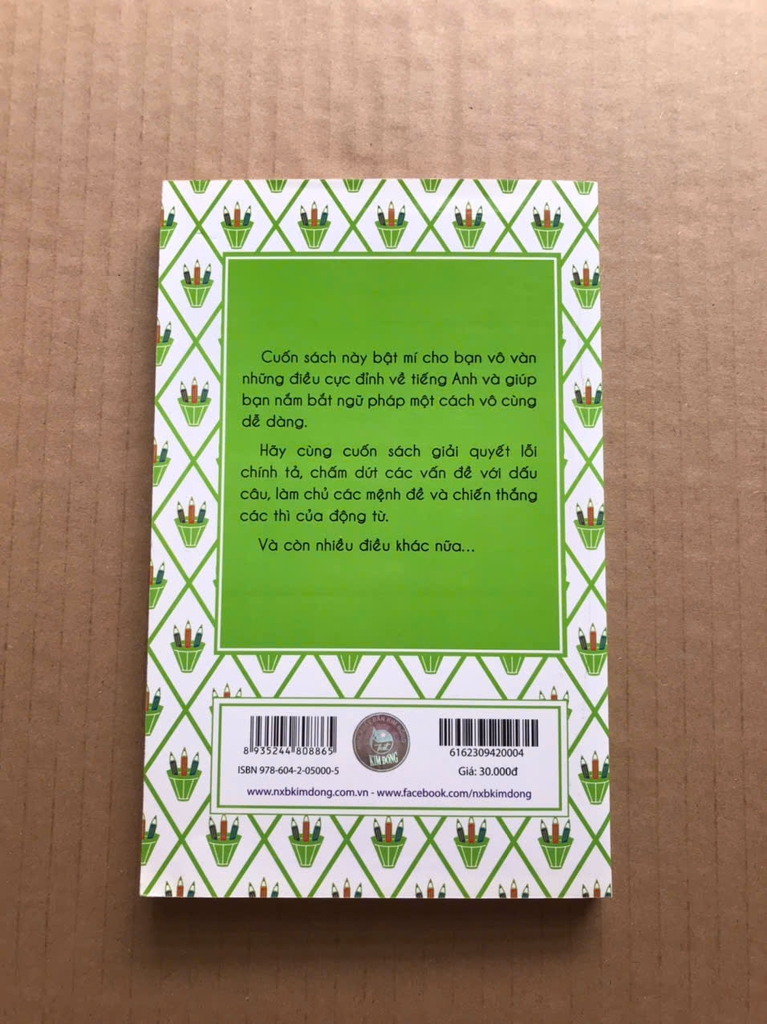 Cuốn sách này bật mí cho bạn vô vàn
những điều cực đỉnh về tiếng Anh và giúp
bạn nắm bắt ngữ pháp một cách vô cùng
dễ dàng.
Hãy cùng cuốn sách giải quyết lỗi
chính tả, chấm dứt các vấn đề với dấu
câu, làm chủ các mệnh đề và chiến thắng
các thì của động từ.
Và còn nhiều điều khác nữa...
8 935244 808865
ISBN 978-604-2-05000-5
KIM ĐỒNG
6162309420004
Giá: 30.000đ
www.nxbkimdong.com.vn - www.facebook.com/nxbkimdong